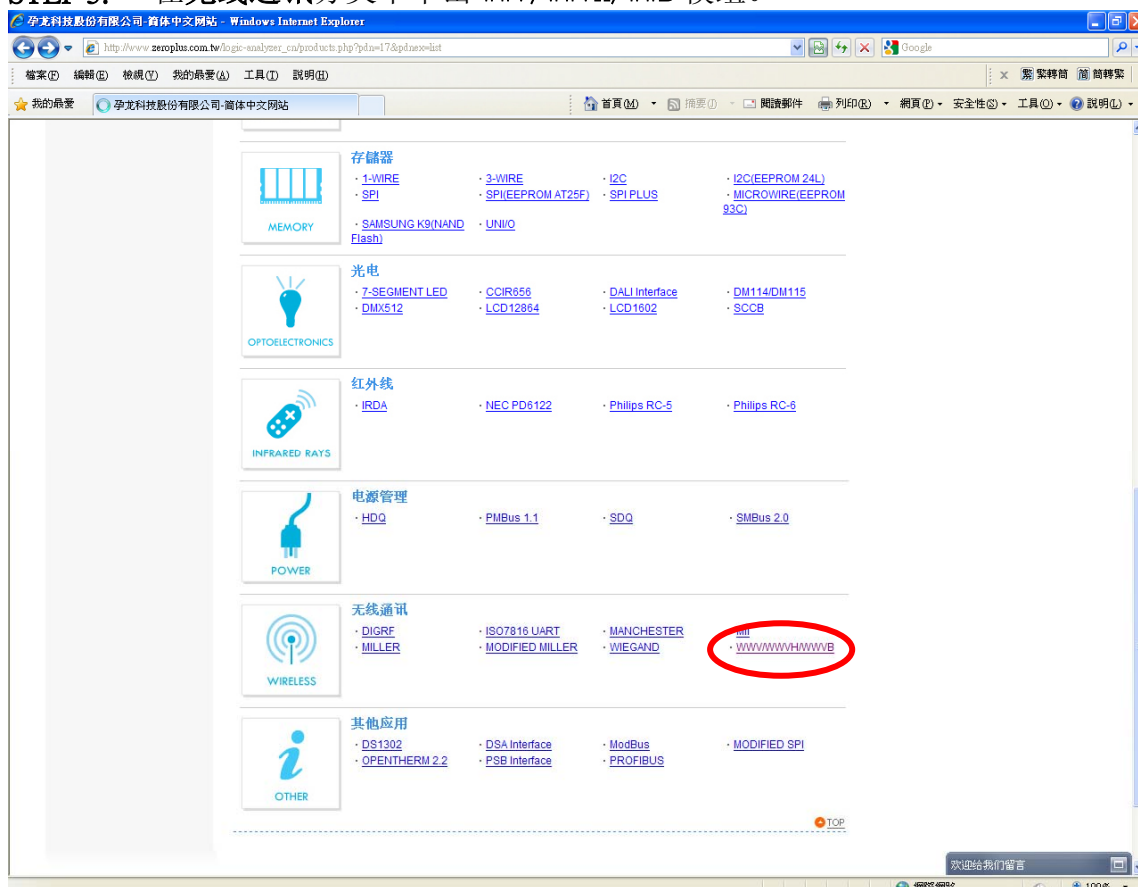 孕龙科技股份有限公司-简体中文网站 - Windows Internet Explorer
http://www.zeroplus.com.tw/logic-analyzer_cn/products.php?pdn=17&pdnex=list
Google
檔案(F) 編輯(E) 檢視(V) 我的最愛(A) 工具(T) 說明(H)
繁 繁轉簡 簡 簡轉繁
我的最愛 孕龙科技股份有限公司-简体中文网站 首頁(M) 摘要(J) 閱讀郵件 列印(R) 網頁(P) 安全性(S) 工具(O) 說明(L)
存儲器
· 1-WIRE · 3-WIRE · I2C · I2C(EEPROM 24L)
· SPI · SPI(EEPROM AT25F) · SPI PLUS · MICROWIRE(EEPROM 93C)
· SAMSUNG K9(NAND Flash) · UNI/O
MEMORY
光电
· 7-SEGMENT LED · CCIR656 · DALI Interface · DM114/DM115
· DMX512 · LCD12864 · LCD1602 · SCCB
OPTOELECTRONICS
红外线
· IRDA · NEC PD6122 · Philips RC-5 · Philips RC-6
INFRARED RAYS
电源管理
· HDQ · PMBus 1.1 · SDQ · SMBus 2.0
POWER
无线通讯
· DIGRF · ISO7816 UART · MANCHESTER · MII
· MILLER · MODIFIED MILLER · WIEGAND · WWV/WWVH/WWVB
WIRELESS
其他应用
· DS1302 · DSA Interface · ModBus · MODIFIED SPI
· OPENTHERM 2.2 · PSB Interface · PROFIBUS
OTHER
TOP
欢迎给我们留言